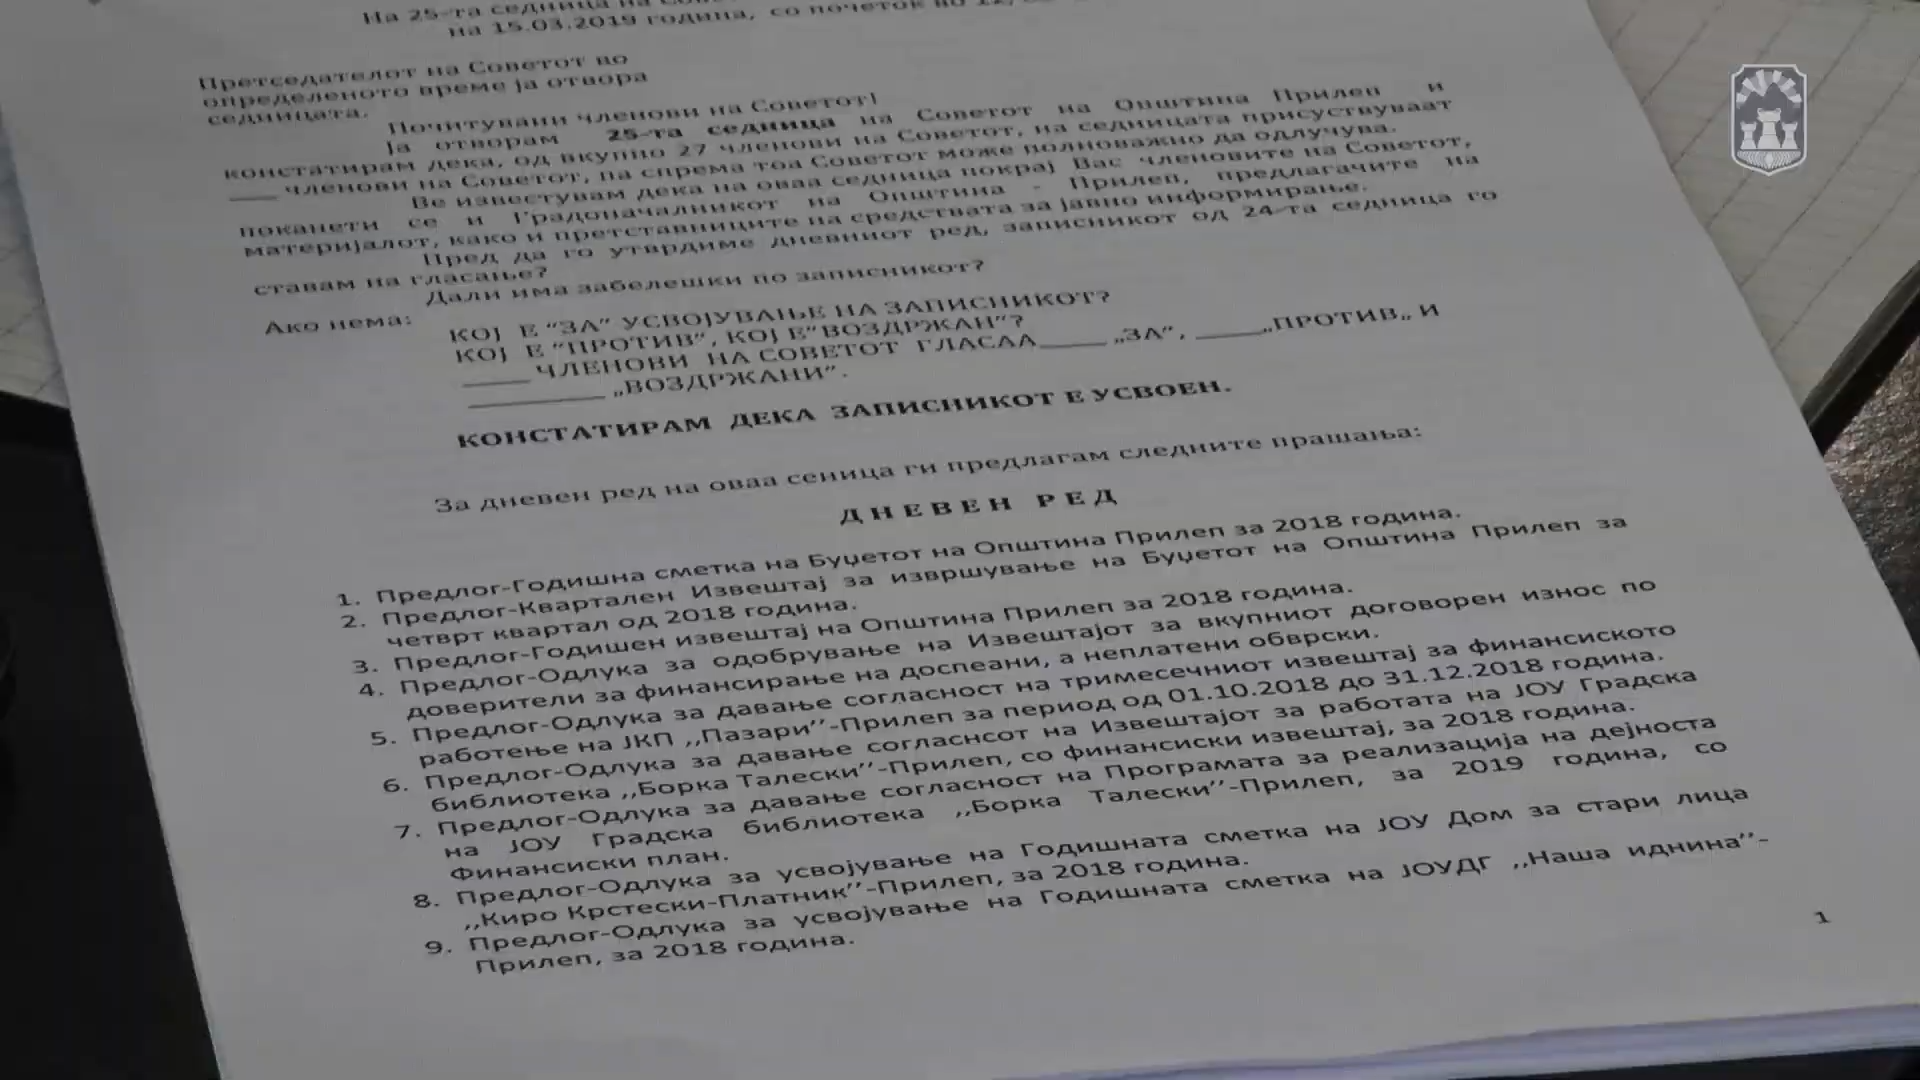 На 25-та седница на
на 15.03.2019 година, со почеток во 12,
Претседателот на Советот во
определеното време ја отвора
седницата.
Почитувани членови на Советот!
Ја отворам 25-та седница на Советот на Општина Прилеп и
констатирам дека, од вкупно 27 членови на Советот, на седницата присуствуваат
____ членови на Советот, па спрема тоа Советот може полноважно да одлучува.
Ве известувам дека на оваа седница покрај Вас членовите на Советот,
поканети се и Градоначалникот на Општина - Прилеп, предлагачите на
материјалот, како и претставниците на средствата за јавно информирање.
Пред да го утврдиме дневниот ред, записникот од 24-та седница го
ставам на гласање?
Дали има забелешки по записникот?
Ако нема:
КОЈ Е "ЗА" УСВОЈУВАЊЕ НА ЗАПИСНИКОТ?
КОЈ Е "ПРОТИВ", КОЈ Е"ВОЗДРЖАН"?
_____ ЧЛЕНОВИ НА СОВЕТОТ ГЛАСАА_____ „ЗА", _____„ПРОТИВ„ И
__________ „ВОЗДРЖАНИ".
КОНСТАТИРАМ ДЕКА ЗАПИСНИКОТ Е УСВОЕН.
За дневен ред на оваа сеница ги предлагам следните прашања:
Д Н Е В Е Н Р Е Д
1. Предлог-Годишна сметка на Буџетот на Општина Прилеп за 2018 година.
2. Предлог-Квартален Извештај за извршување на Буџетот на Општина Прилеп за
четврт квартал од 2018 година.
3. Предлог-Годишен извештај на Општина Прилеп за 2018 година.
4. Предлог-Одлука за одобрување на Извештајот за вкупниот договорен износ по
доверители за финансирање на доспеани, а неплатени обврски.
5. Предлог-Одлука за давање согласност на тримесечниот извештај за финансиското
работење на ЈКП ,,Пазари’’-Прилеп за период од 01.10.2018 до 31.12.2018 година.
6. Предлог-Одлука за давање согласнсот на Извештајот за работата на ЈОУ Градска
библиотека ,,Борка Талески’’-Прилеп, со финансиски извештај, за 2018 година.
7. Предлог-Одлука за давање согласност на Програмата за реализација на дејноста
на ЈОУ Градска библиотека ,,Борка Талески’’-Прилеп, за 2019 година, со
Финансиски план.
8. Предлог-Одлука за усвојување на Годишната сметка на ЈОУ Дом за стари лица
,,Киро Крстески-Платник’’-Прилеп, за 2018 година.
9. Предлог-Одлука за усвојување на Годишната сметка на ЈОУДГ ,,Наша иднина’’-
Прилеп, за 2018 година.
1